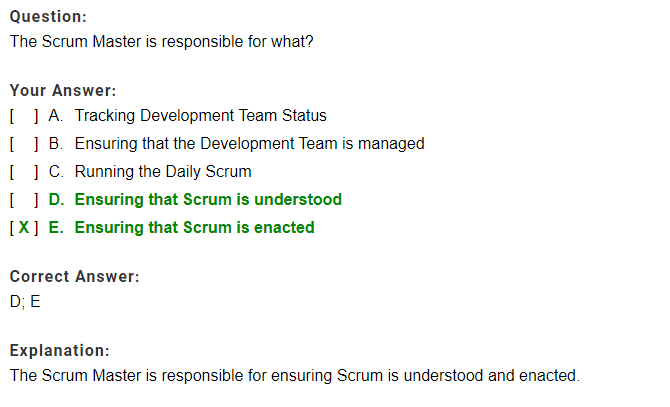 Question:
The Scrum Master is responsible for what?
Your Answer:
[ ] A. Tracking Development Team Status
[ ] B. Ensuring that the Development Team is managed
[ ] C. Running the Daily Scrum
[ ] D. Ensuring that Scrum is understood
[X] E. Ensuring that Scrum is enacted
Correct Answer:
D; E
Explanation:
The Scrum Master is responsible for ensuring Scrum is understood and enacted.